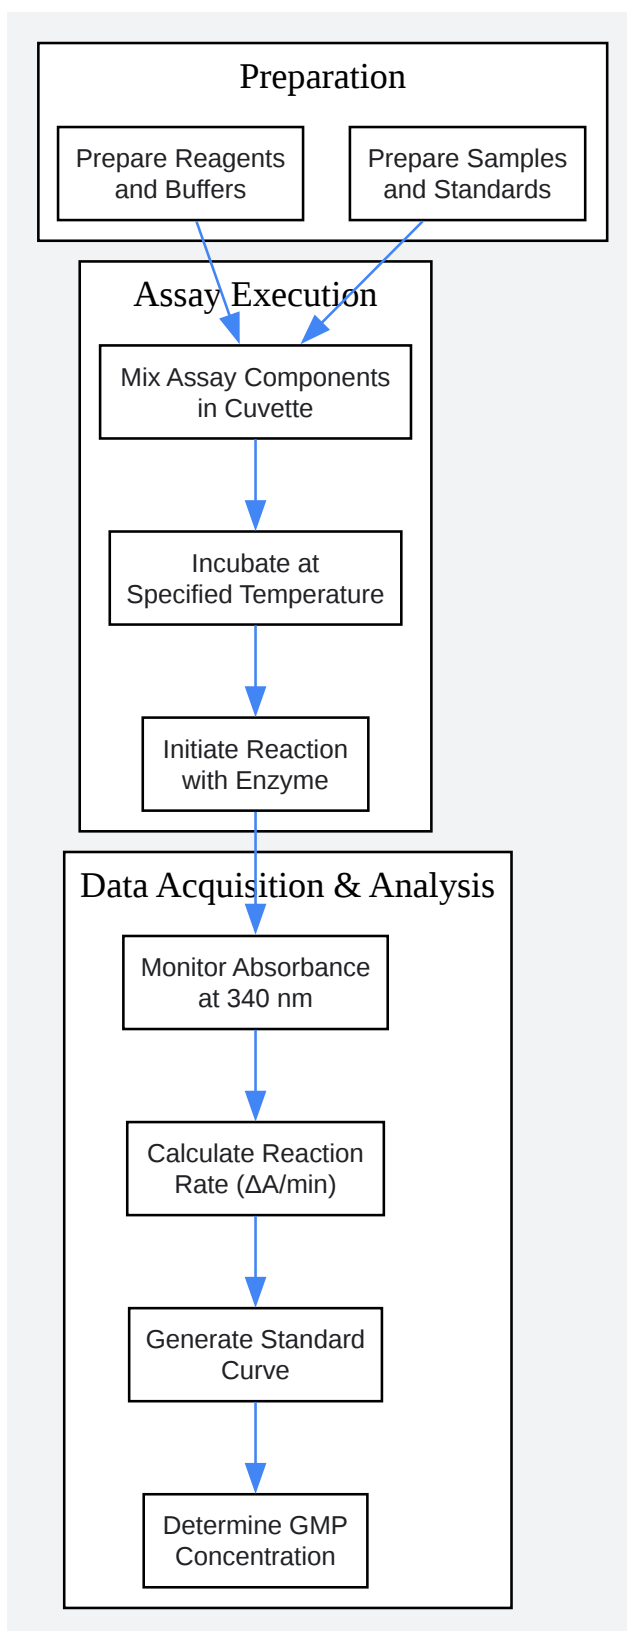 Preparation
Prepare Reagents
and Buffers
Prepare Samples
and Standards
Assay Execution
Mix Assay Components
in Cuvette
Incubate at
Specified Temperature
Initiate Reaction
with Enzyme
Data Acquisition & Analysis
Monitor Absorbance
at 340 nm
Calculate Reaction
Rate (ΔA/min)
Generate Standard
Curve
Determine GMP
Concentration